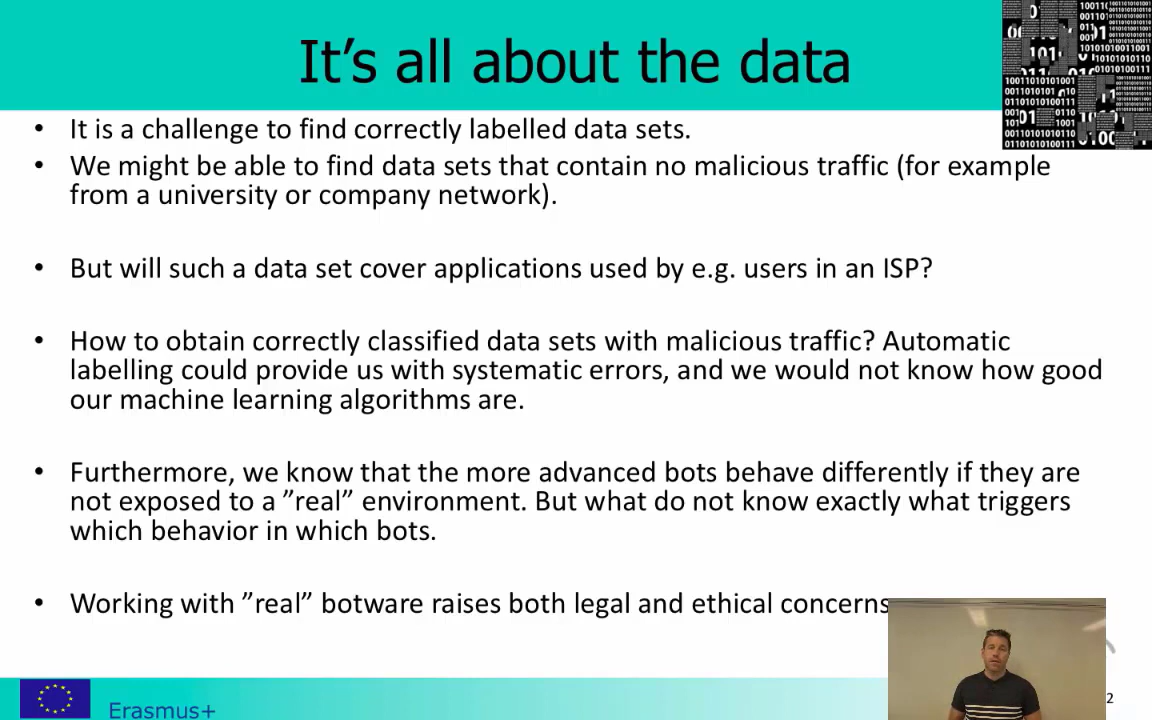 It's all about the data
• It is a challenge to find correctly labelled data sets.
• We might be able to find data sets that contain no malicious traffic (for example
from a university or company network).
• But will such a data set cover applications used by e.g. users in an ISP?
• How to obtain correctly classified data sets with malicious traffic? Automatic
labelling could provide us with systematic errors, and we would not know how good
our machine learning algorithms are.
• Furthermore, we know that the more advanced bots behave differently if they are
not exposed to a ”real” environment. But what do not know exactly what triggers
which behavior in which bots.
• Working with ”real” botware raises both legal and ethical concerns
Erasmus+
2